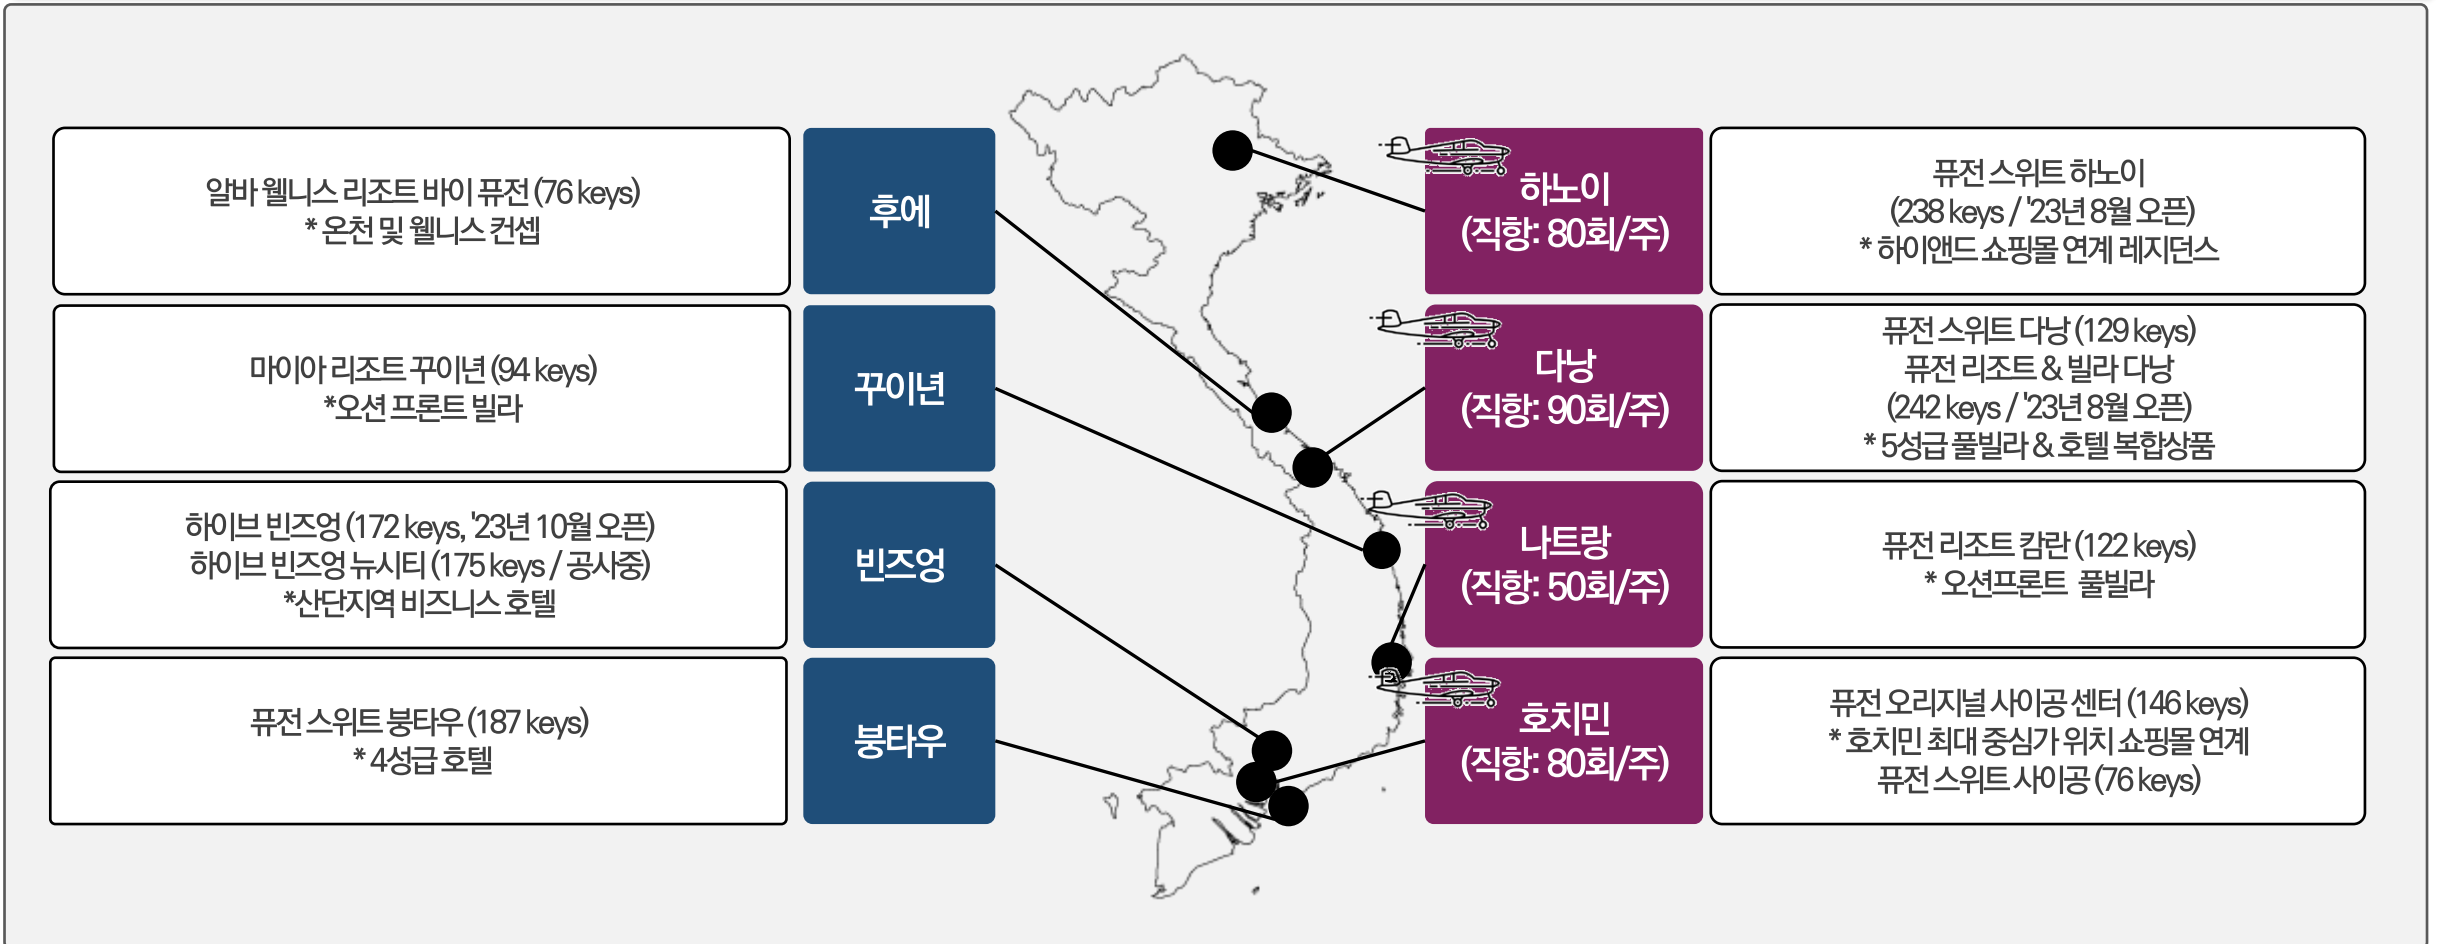 알바 웰니스 리조트 바이 퓨전 (76 keys)
* 온천 및 웰니스 컨셉
후에
하노이
(직항: 80회/주)
퓨전 스위트 하노이
(238 keys / '23년 8월 오픈)
* 하이앤드 쇼핑몰 연계 레지던스
마이아 리조트 꾸이년 (94 keys)
*오션 프론트 빌라
꾸이년
다낭
(직항: 90회/주)
퓨전 스위트 다낭 (129 keys)
퓨전 리조트 & 빌라 다낭
(242 keys / '23년 8월 오픈)
* 5성급 풀빌라 & 호텔 복합상품
하이브 빈즈엉 (172 keys, '23년 10월 오픈)
하이브 빈즈엉 뉴시티 (175 keys / 공사중)
*산단지역 비즈니스 호텔
빈즈엉
나트랑
(직항: 50회/주)
퓨전 리조트 캄란 (122 keys)
* 오션프론트 풀빌라
퓨전 스위트 붕타우 (187 keys)
* 4성급 호텔
붕타우
호치민
(직항: 80회/주)
퓨전 오리지널 사이공 센터 (146 keys)
* 호치민 최대 중심가 위치 쇼핑몰 연계
퓨전 스위트 사이공 (76 keys)